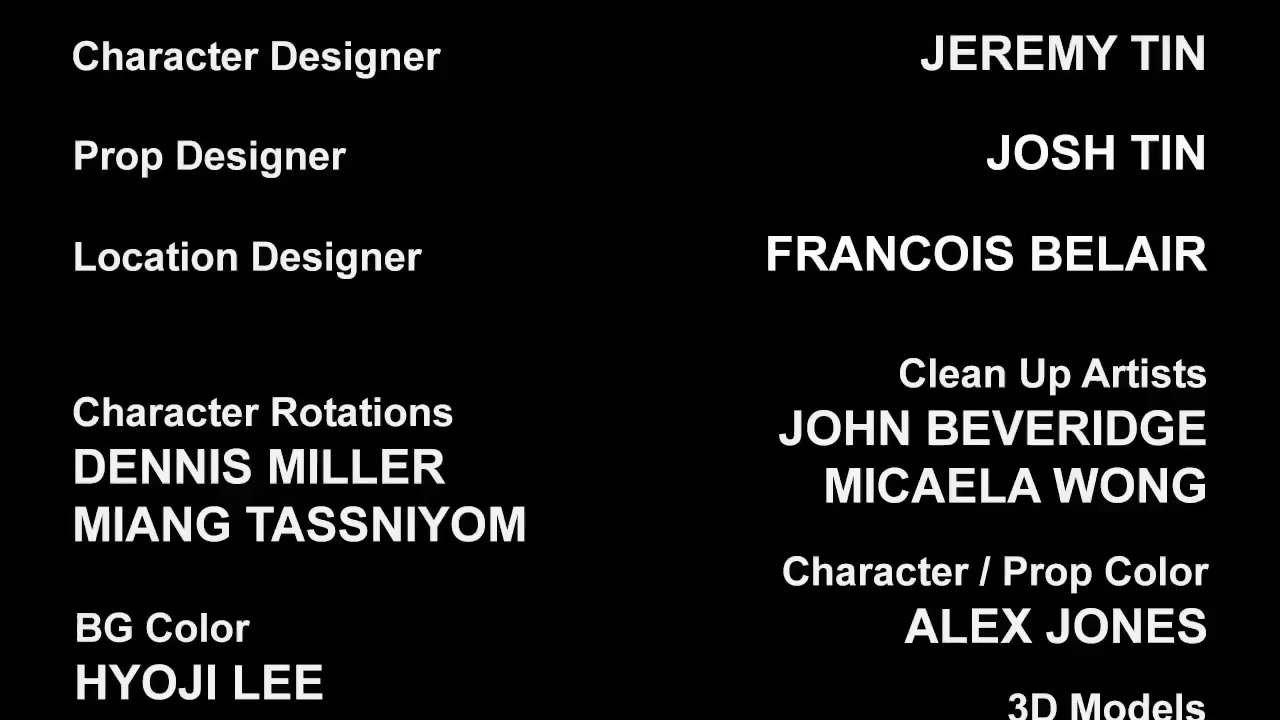 Character Designer JEREMY TIN
Prop Designer JOSH TIN
Location Designer FRANCOIS BELAIR
Character Rotations
DENNIS MILLER
MIANG TASSNIYOM
Clean Up Artists
JOHN BEVERIDGE
MICAELA WONG
BG Color
HYOJI LEE
Character / Prop Color
ALEX JONES
3D Models